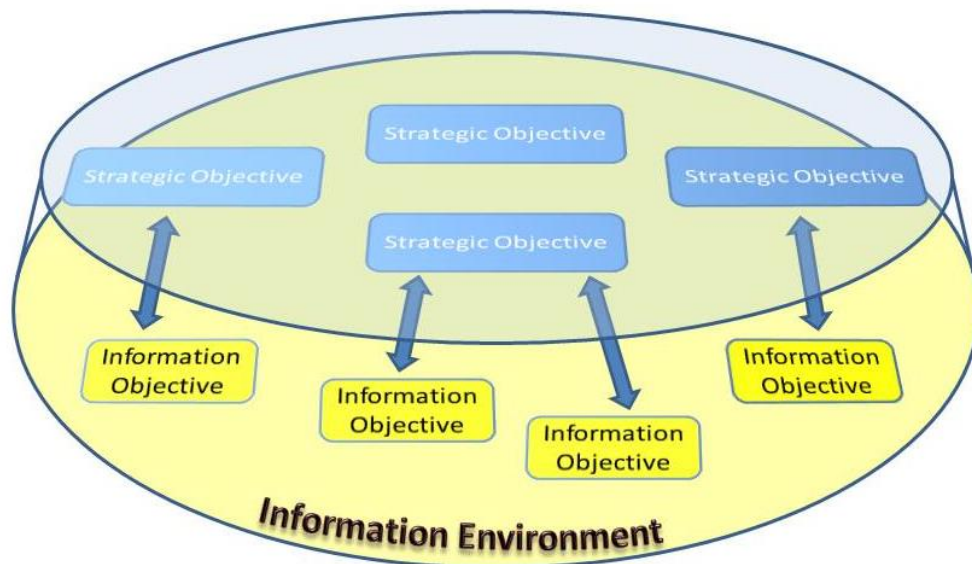 Strategic Objective
Strategic Objective
Strategic Objective
Strategic Objective
Information
Objective
Information
Objective
Information
Objective
Information
Objective
Information Environment